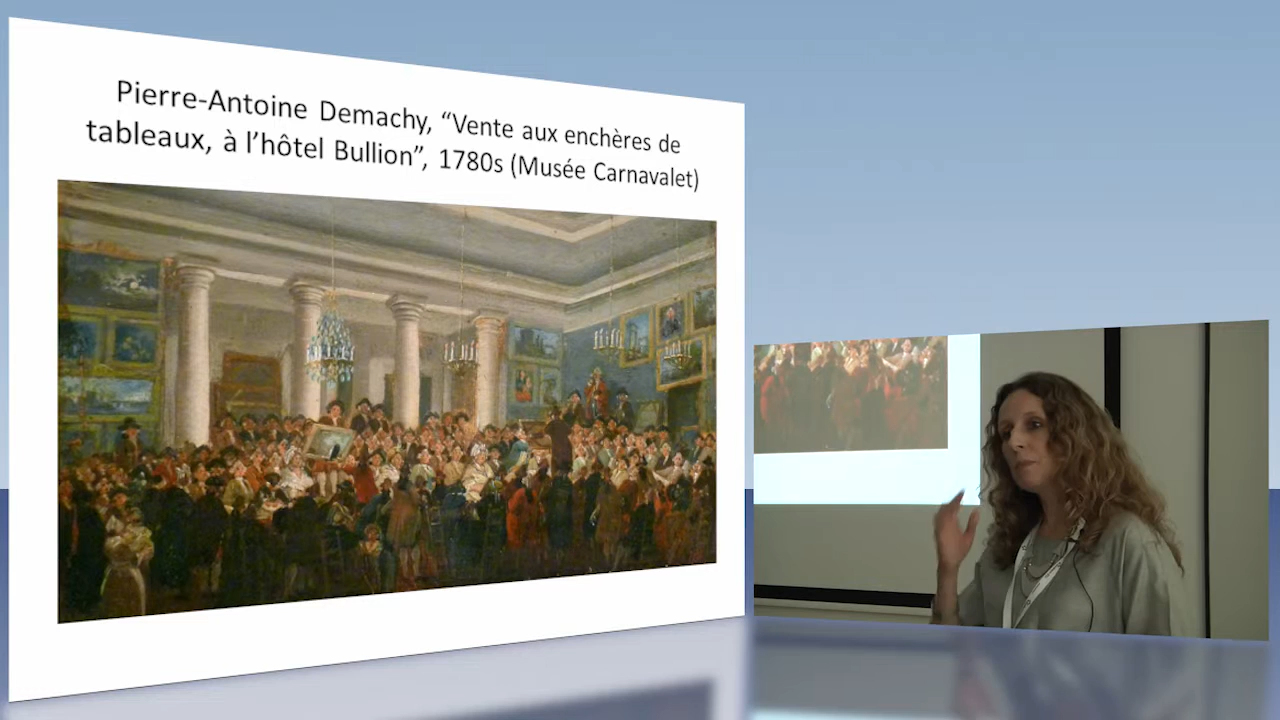 Pierre-Antoine Demachy, “Vente aux enchères de
tableaux, à l’hôtel Bullion”, 1780s (Musée Carnavalet)